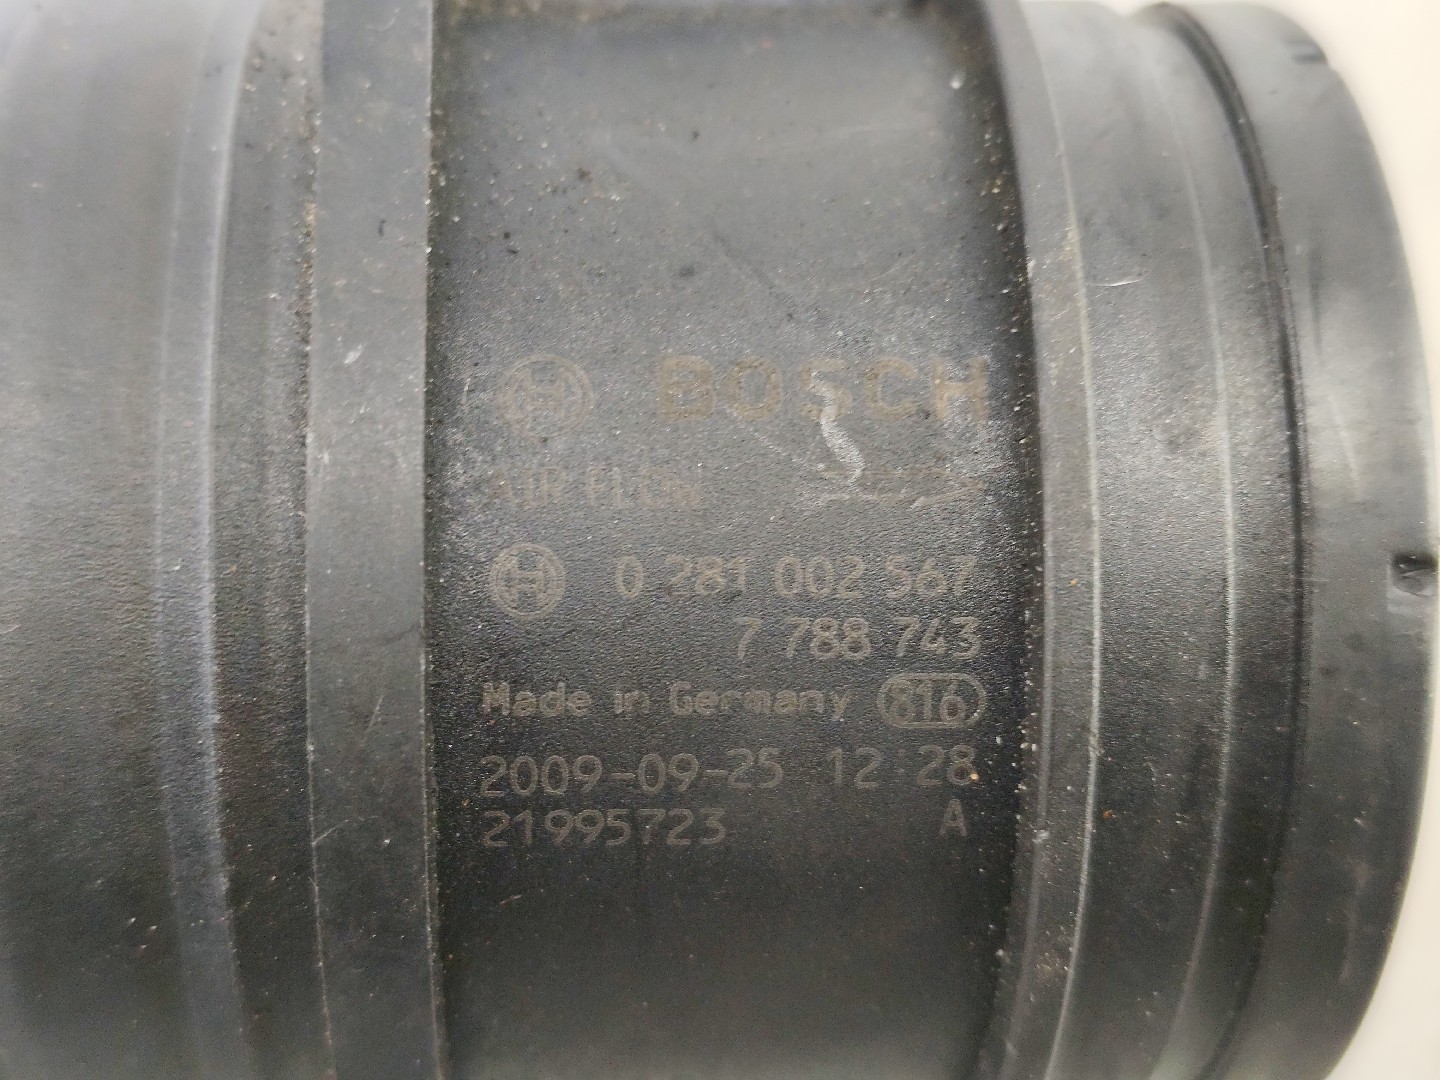 BOSCH
AIR FLOW
0 281 002 567
7 788 743
Made in Germany 816
2009-09-25 12:28
21995723 A